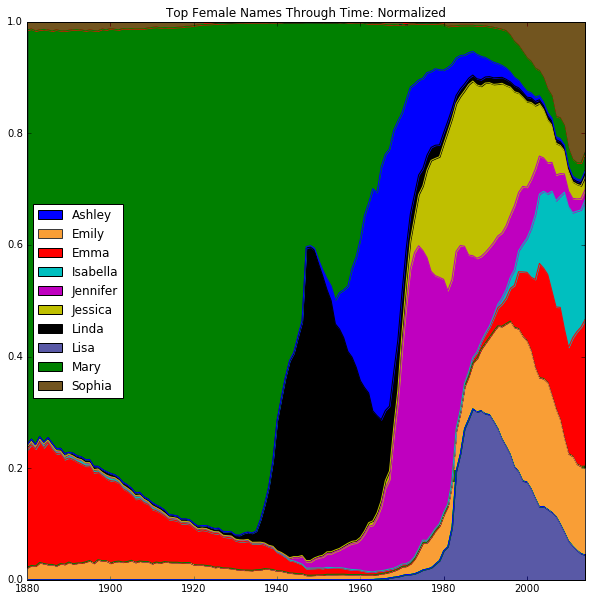 Top Female Names Through Time: Normalized
1.0
0.8
0.6
0.4
0.2
0.0
Ashley
Emily
Emma
Isabella
Jennifer
Jessica
Linda
Lisa
Mary
Sophia
1880 1900 1920 1940 1960 1980 2000